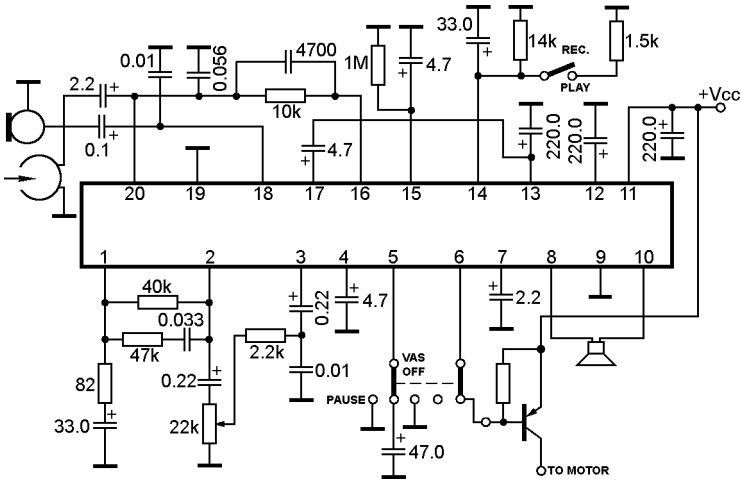 33.0
14k
REC.
1.5k
PLAY
0.01
0.056
4700
1M
4.7
+Vcc
2.2 +
10k
0.1
4.7
220.0
220.0
220.0
20 19 18 17 16 15 14 13 12 11
1 2 3 4 5 6 7 8 9 10
40k
0.033
47k
0.22
4.7
2.2
82
0.22
2.2k
0.01
VAS
OFF
PAUSE
33.0
22k
47.0
TO MOTOR